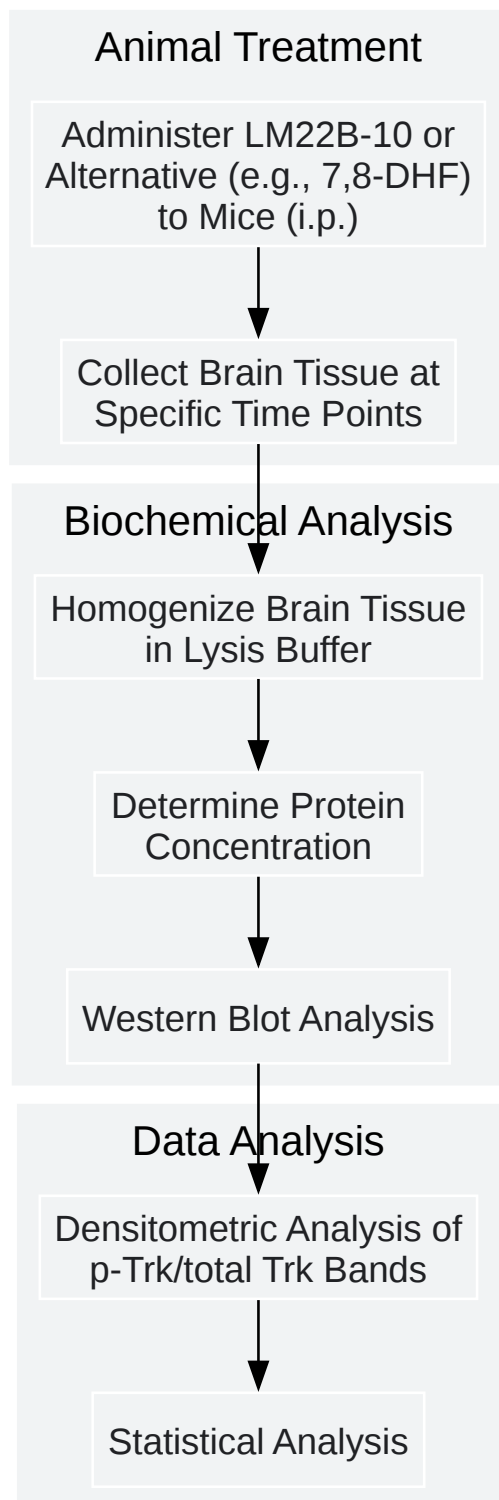 Animal Treatment
Administer LM22B-10 or
Alternative (e.g., 7,8-DHF)
to Mice (i.p.)
Collect Brain Tissue at
Specific Time Points
Biochemical Analysis
Homogenize Brain Tissue
in Lysis Buffer
Determine Protein
Concentration
Western Blot Analysis
Data Analysis
Densitometric Analysis of
p-Trk/total Trk Bands
Statistical Analysis